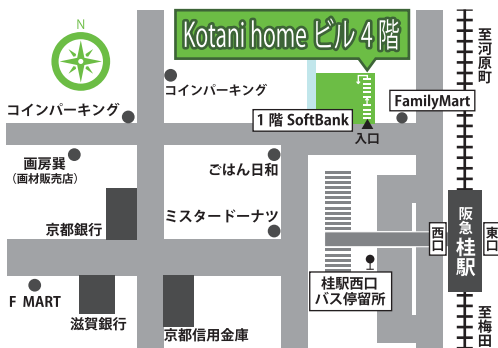 N
Kotani home ビル 4 階
至河原町
コインパーキング
コインパーキング
FamilyMart
1 階 SoftBank
入口
画房巽
(画材販売店)
ごはん日和
京都銀行
ミスタードーナツ
西口
阪急
桂駅
東口
F MART
滋賀銀行
京都信用金庫
桂駅西口
バス停留所
至梅田